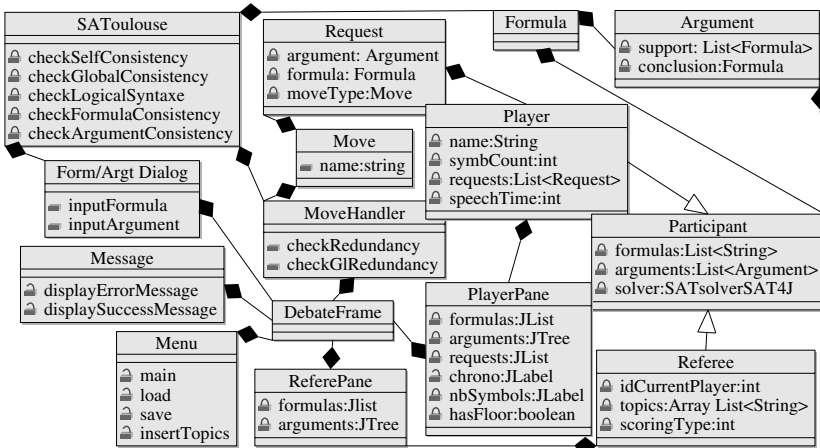 SAToulouse
checkSelfConsistency
checkGlobalConsistency
checkLogicalSyntaxe
checkFormulaConsistency
checkArgumentConsistency
Request
argument: Argument
formula: Formula
moveType:Move
Formula
Argument
support: List<Formula>
conclusion:Formula
Player
name:String
symbCount:int
requests:List<Request>
speechTime:int
Move
name:string
Form/Argt Dialog
inputFormula
inputArgument
MoveHandler
checkRedundancy
checkGlRedundancy
Participant
formulas:List<String>
arguments:List<Argument>
solver:SATsolverSAT4J
Message
displayErrorMessage
displaySuccessMessage
DebateFrame
PlayerPane
formulas:JList
arguments:JTree
requests:JList
chrono:JLabel
nbSymbols:JLabel
hasFloor:boolean
Menu
main
load
save
insertTopics
ReferePane
formulas:Jlist
arguments:JTree
Referee
idCurrentPlayer:int
topics:Array List<String>
scoringType:int